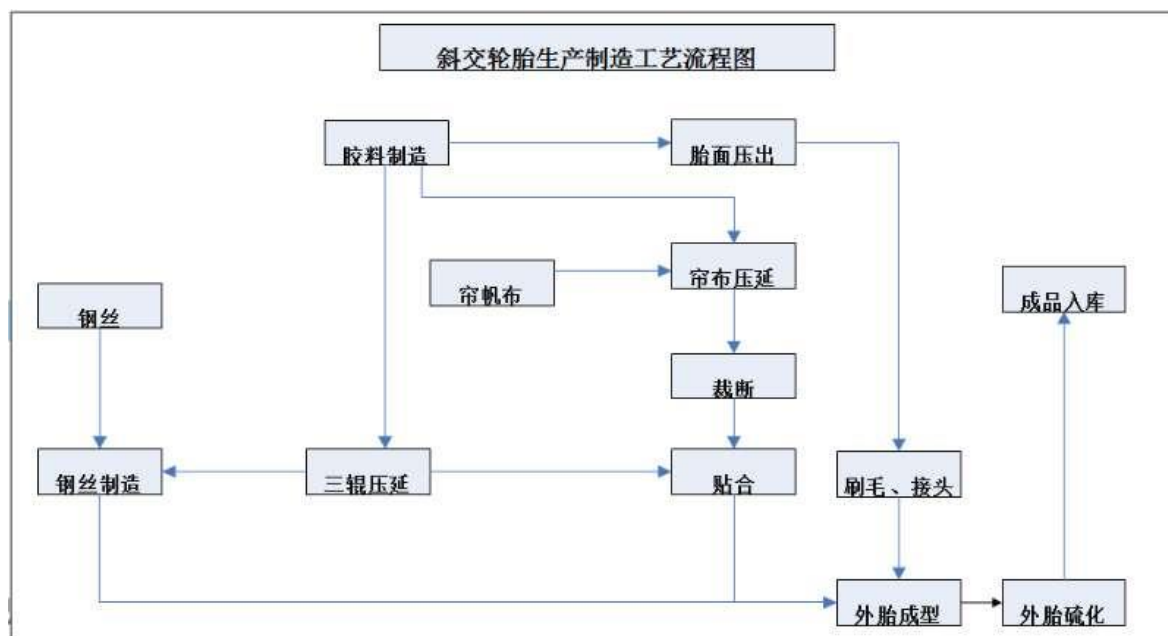 斜交轮胎生产制造工艺流程图
胶料制造
胎面压出
帘帆布
帘布压延
成品入库
钢丝
裁断
钢丝制造
三辊压延
贴合
刷毛、接头
外胎成型
外胎硫化